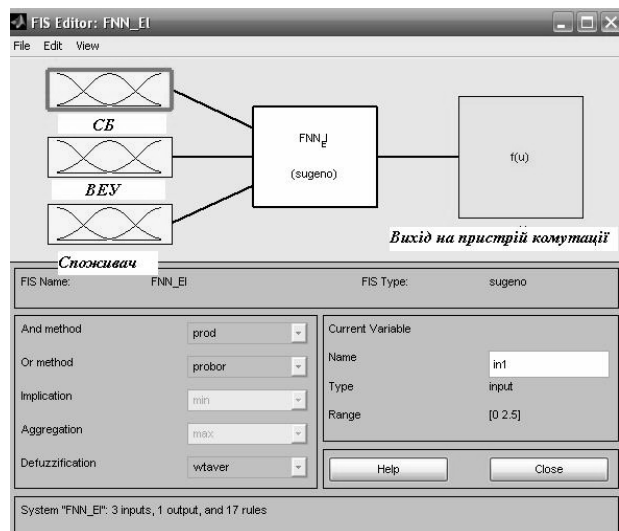 FIS Editor: FNN_El
File Edit View
СБ
ВЕУ
Споживач
FNN_El
(sugeno)
f(u)
Вихід на пристрій комутації
FIS Name: FNN_El FIS Type: sugeno
And method prod
Or method probor
Implication min
Aggregation max
Defuzzification wtaver
Current Variable
Name in1
Type input
Range [0 2.5]
Help Close
System "FNN_El": 3 inputs, 1 output, and 17 rules